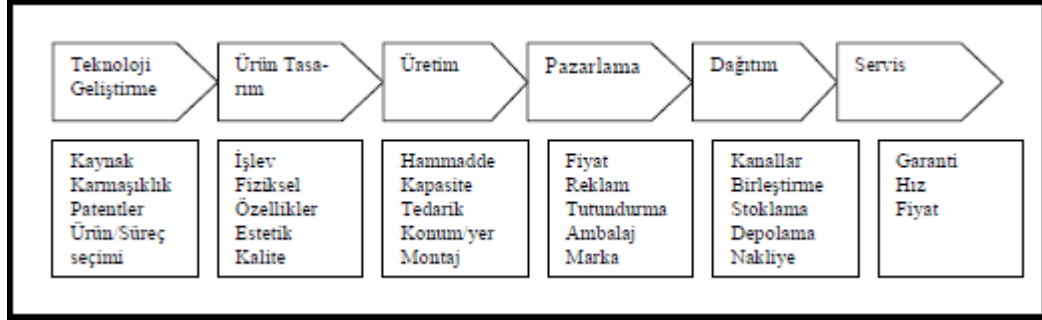 Teknoloji
Geliştirme
Ürün Tasa-
rım
Üretim
Pazarlama
Dağıtım
Servis
Kaynak
Karmaşıklık
Patentler
Ürün/Süreç
seçimi
İşlev
Fiziksel
Özellikler
Estetik
Kalite
Hammadde
Kapasite
Tedarik
Konum/yer
Montaj
Fiyat
Reklam
Tutundurma
Ambalaj
Marka
Kanallar
Birleştirme
Stoklama
Depolama
Nakliye
Garanti
Hız
Fiyat